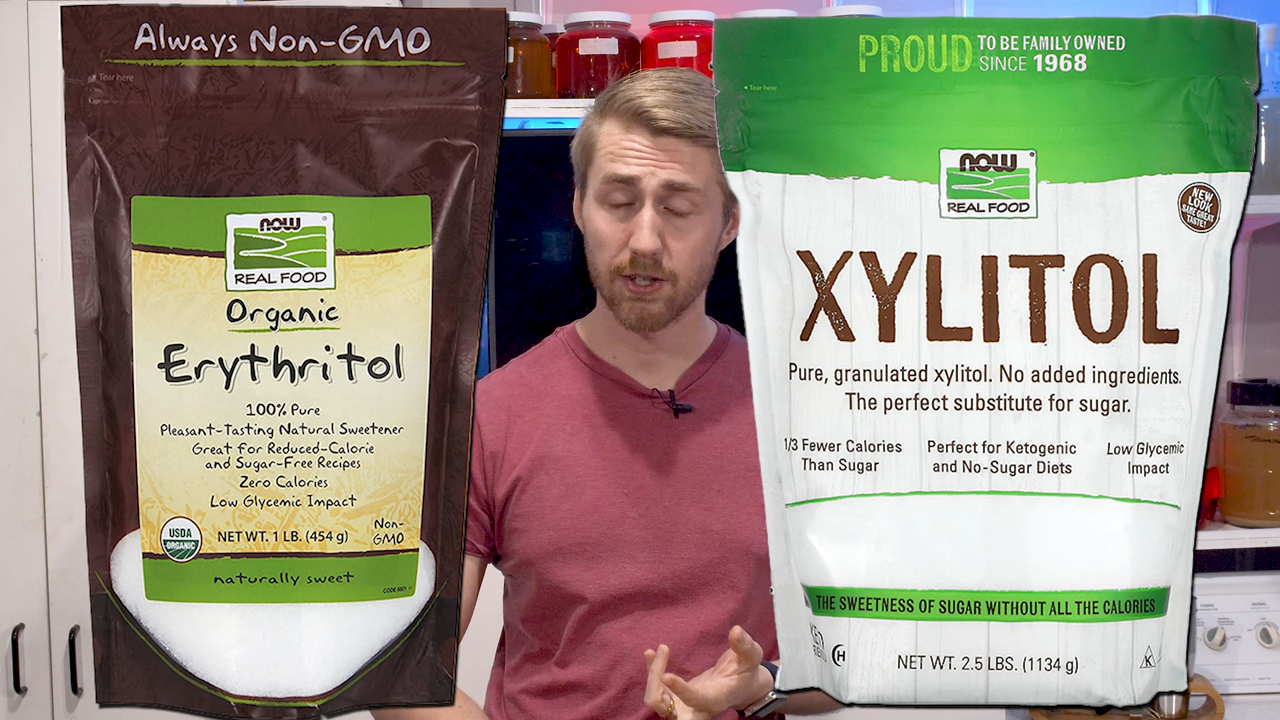 Always Non-GMO
Tear here
NOW
REAL FOOD
Organic
Erythritol
100% Pure
Pleasant-Tasting Natural Sweetener
Great for Reduced-Calorie
and Sugar-Free Recipes
Zero Calories
Low Glycemic Impact
USDA
ORGANIC
NET WT. 1 LB. (454 g)
Non-
GMO
naturally sweet
PROUD TO BE FAMILY OWNED
SINCE 1968
Tear here
NOW
REAL FOOD
NEW
LOOK
SAME GREAT
TASTE!
XYLITOL
Pure, granulated xylitol. No added ingredients.
The perfect substitute for sugar.
1/3 Fewer Calories
Than Sugar
Perfect for Ketogenic
and No-Sugar Diets
Low Glycemic
Impact
THE SWEETNESS OF SUGAR WITHOUT ALL THE CALORIES
H
NET WT. 2.5 LBS. (1134 g)
K